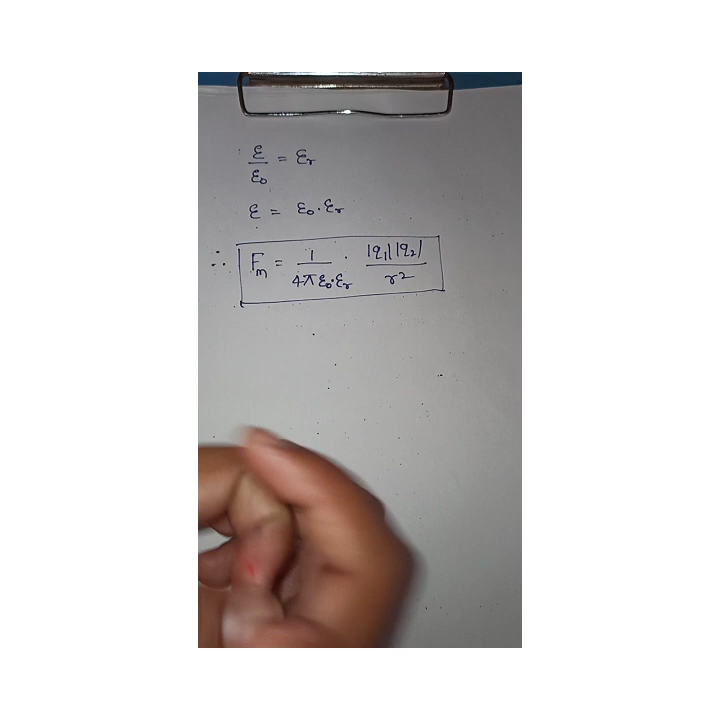 ε/ε₀ = εᵣ
ε = ε₀ · εᵣ
∴ Fₘ = 1/4π ε₀·εᵣ · |q₁||q₂|/r²